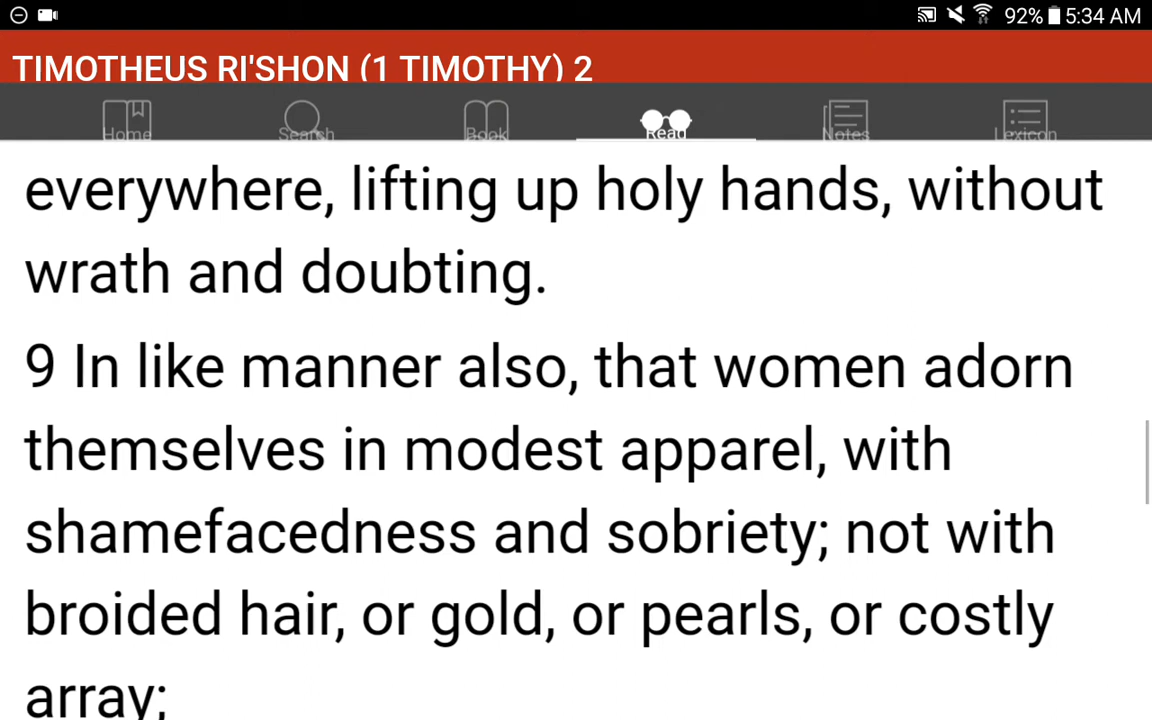 92% 5:34 AM
TIMOTHEUS RI'SHON (1 TIMOTHY) 2
Home Search Book Read Notes Lexicon
everywhere, lifting up holy hands, without
wrath and doubting.
9 In like manner also, that women adorn
themselves in modest apparel, with
shamefacedness and sobriety; not with
broided hair, or gold, or pearls, or costly
array;